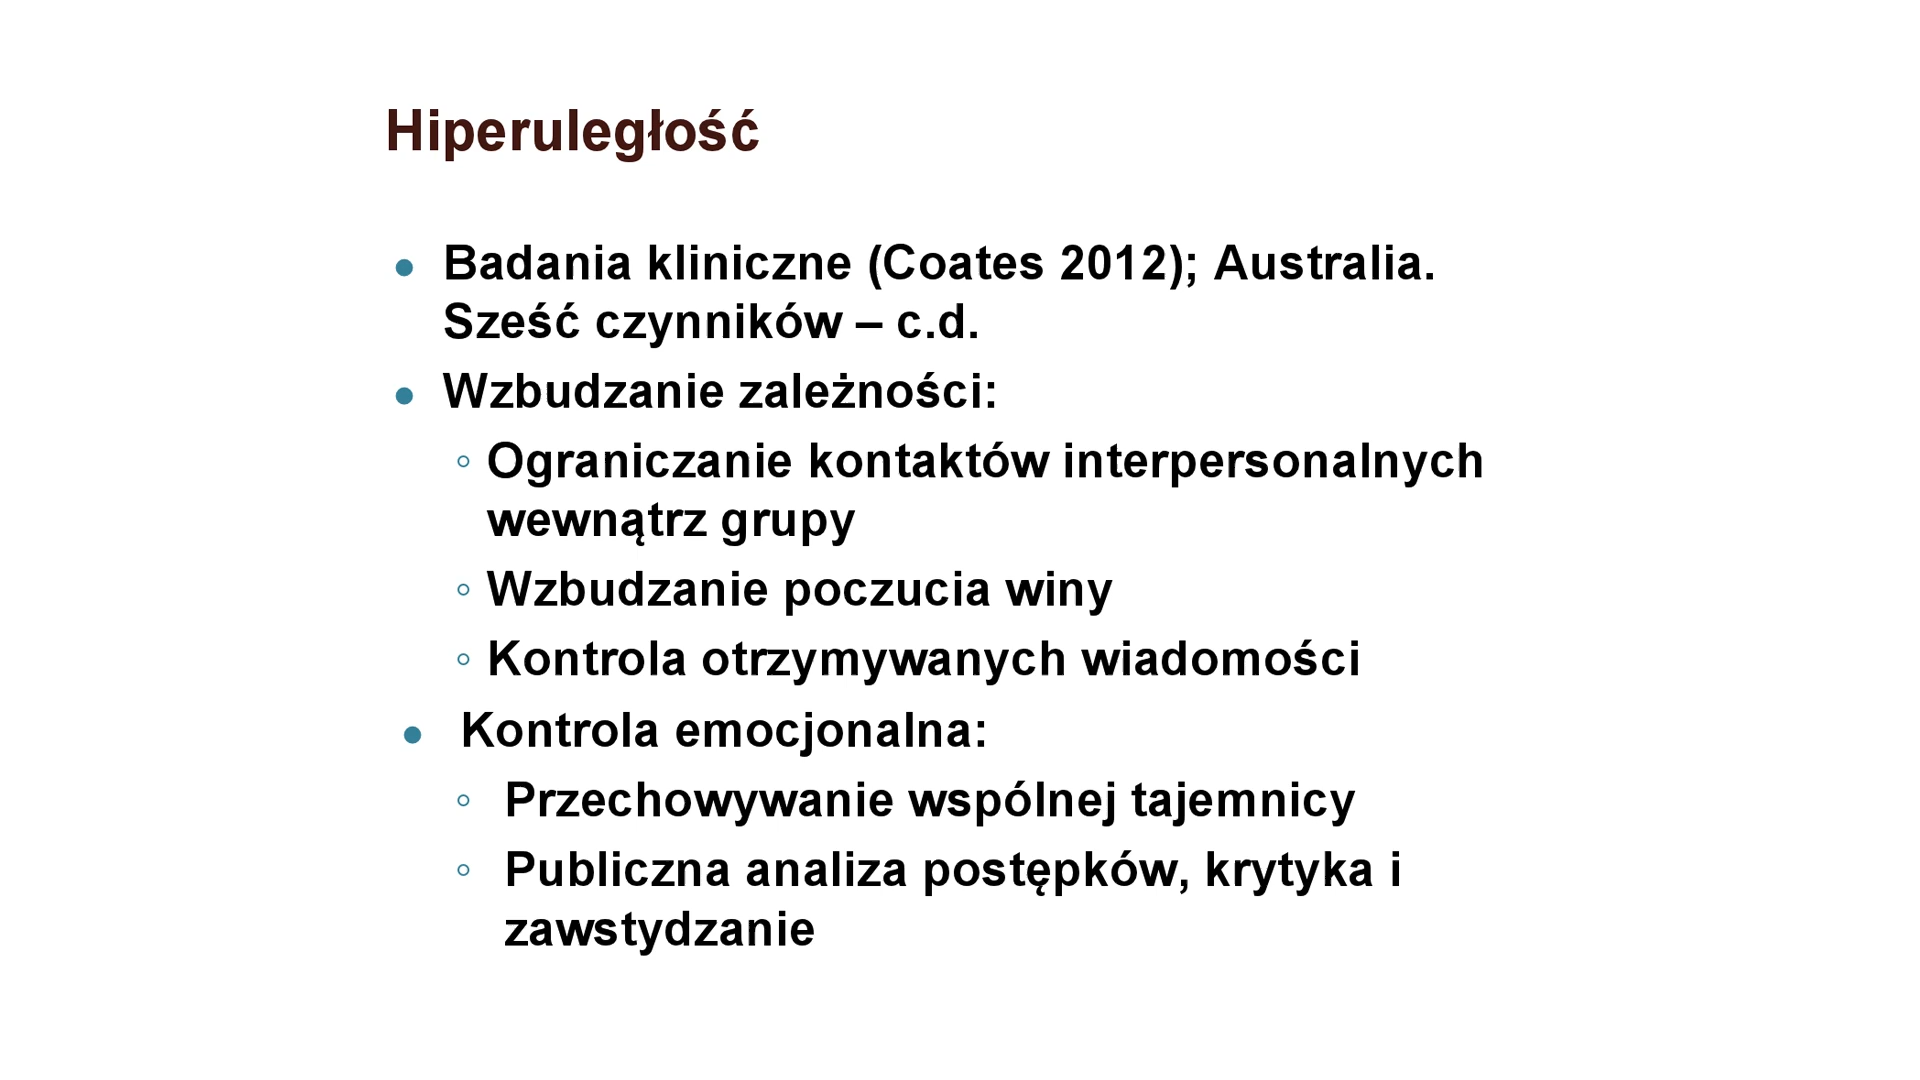 Hiperuległość
● Badania kliniczne (Coates 2012); Australia.
Sześć czynników – c.d.
● Wzbudzanie zależności:
◦ Ograniczanie kontaktów interpersonalnych
wewnątrz grupy
◦ Wzbudzanie poczucia winy
◦ Kontrola otrzymywanych wiadomości
● Kontrola emocjonalna:
◦ Przechowywanie wspólnej tajemnicy
◦ Publiczna analiza postępków, krytyka i
zawstydzanie